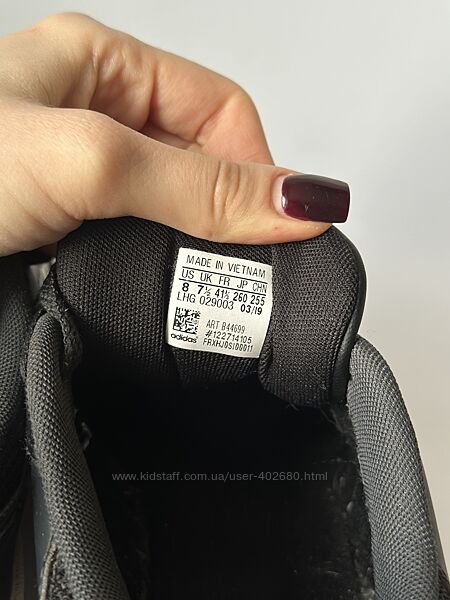 MADE IN VIETNAM
US UK FR JP CHN
8 7½ 41⅓ 260 255
LHG 029003 03/19
ART B44699
#122714105
FRXHJ0SI00011
adidas
www.kidstaff.com.ua/user-402680.html